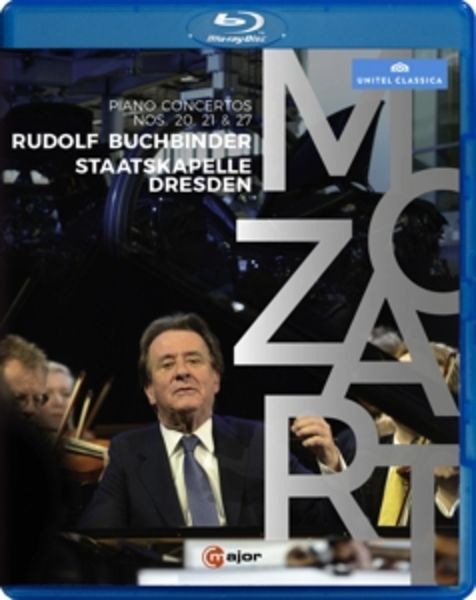 Blu-ray Disc
UNITEL CLASSICA
PIANO CONCERTOS
NOS. 20, 21 & 27
RUDOLF BUCHBINDER
STAATSKAPELLE
DRESDEN
MOZART
C major